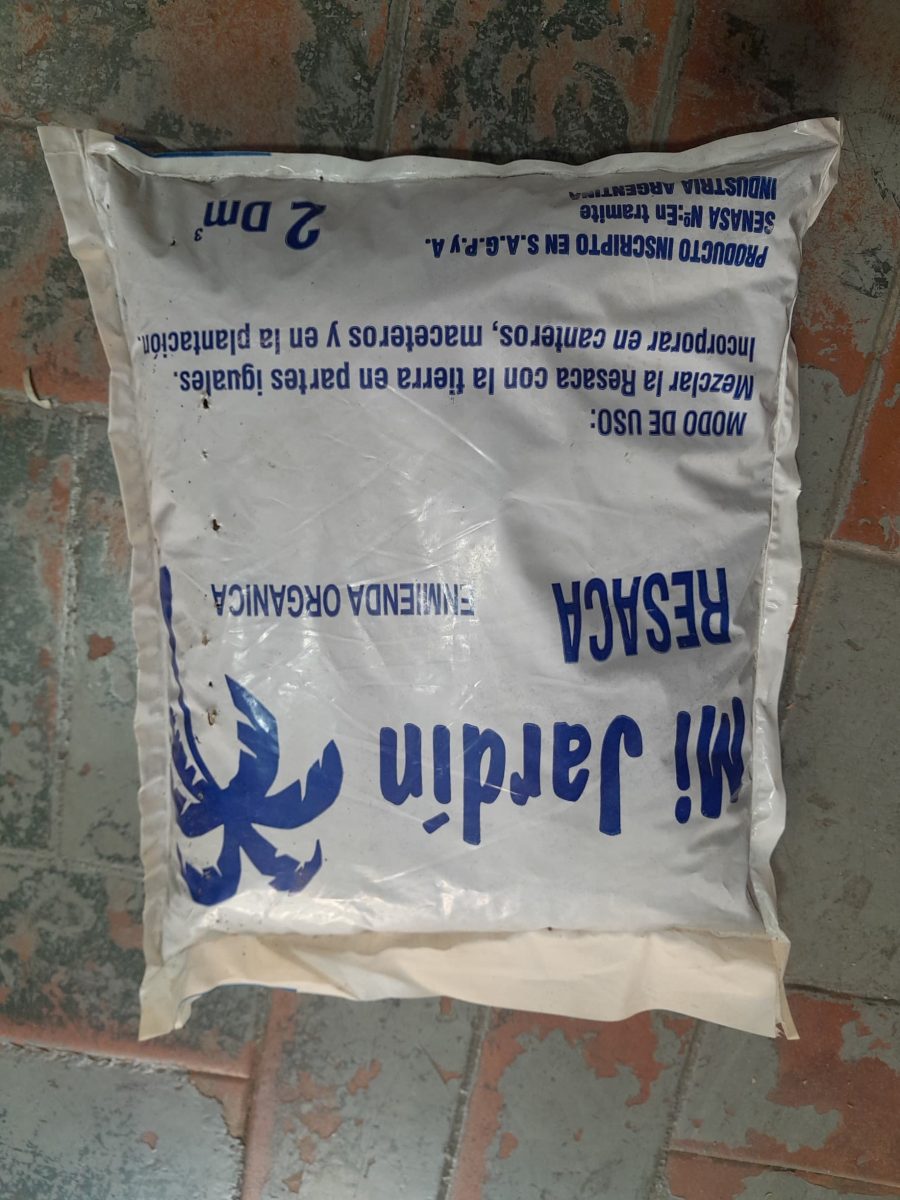 Mi Jardín
RESACA
ENMIENDA ORGANICA
MODO DE USO:
Mezclar la Resaca con la tierra en partes iguales.
Incorporar en canteros, maceteros y en la plantación.
PRODUCTO INSCRIPTO EN S.A.G.P.y A.
SENASA Nº:En tramite
INDUSTRIA ARGENTINA
2 Dm³